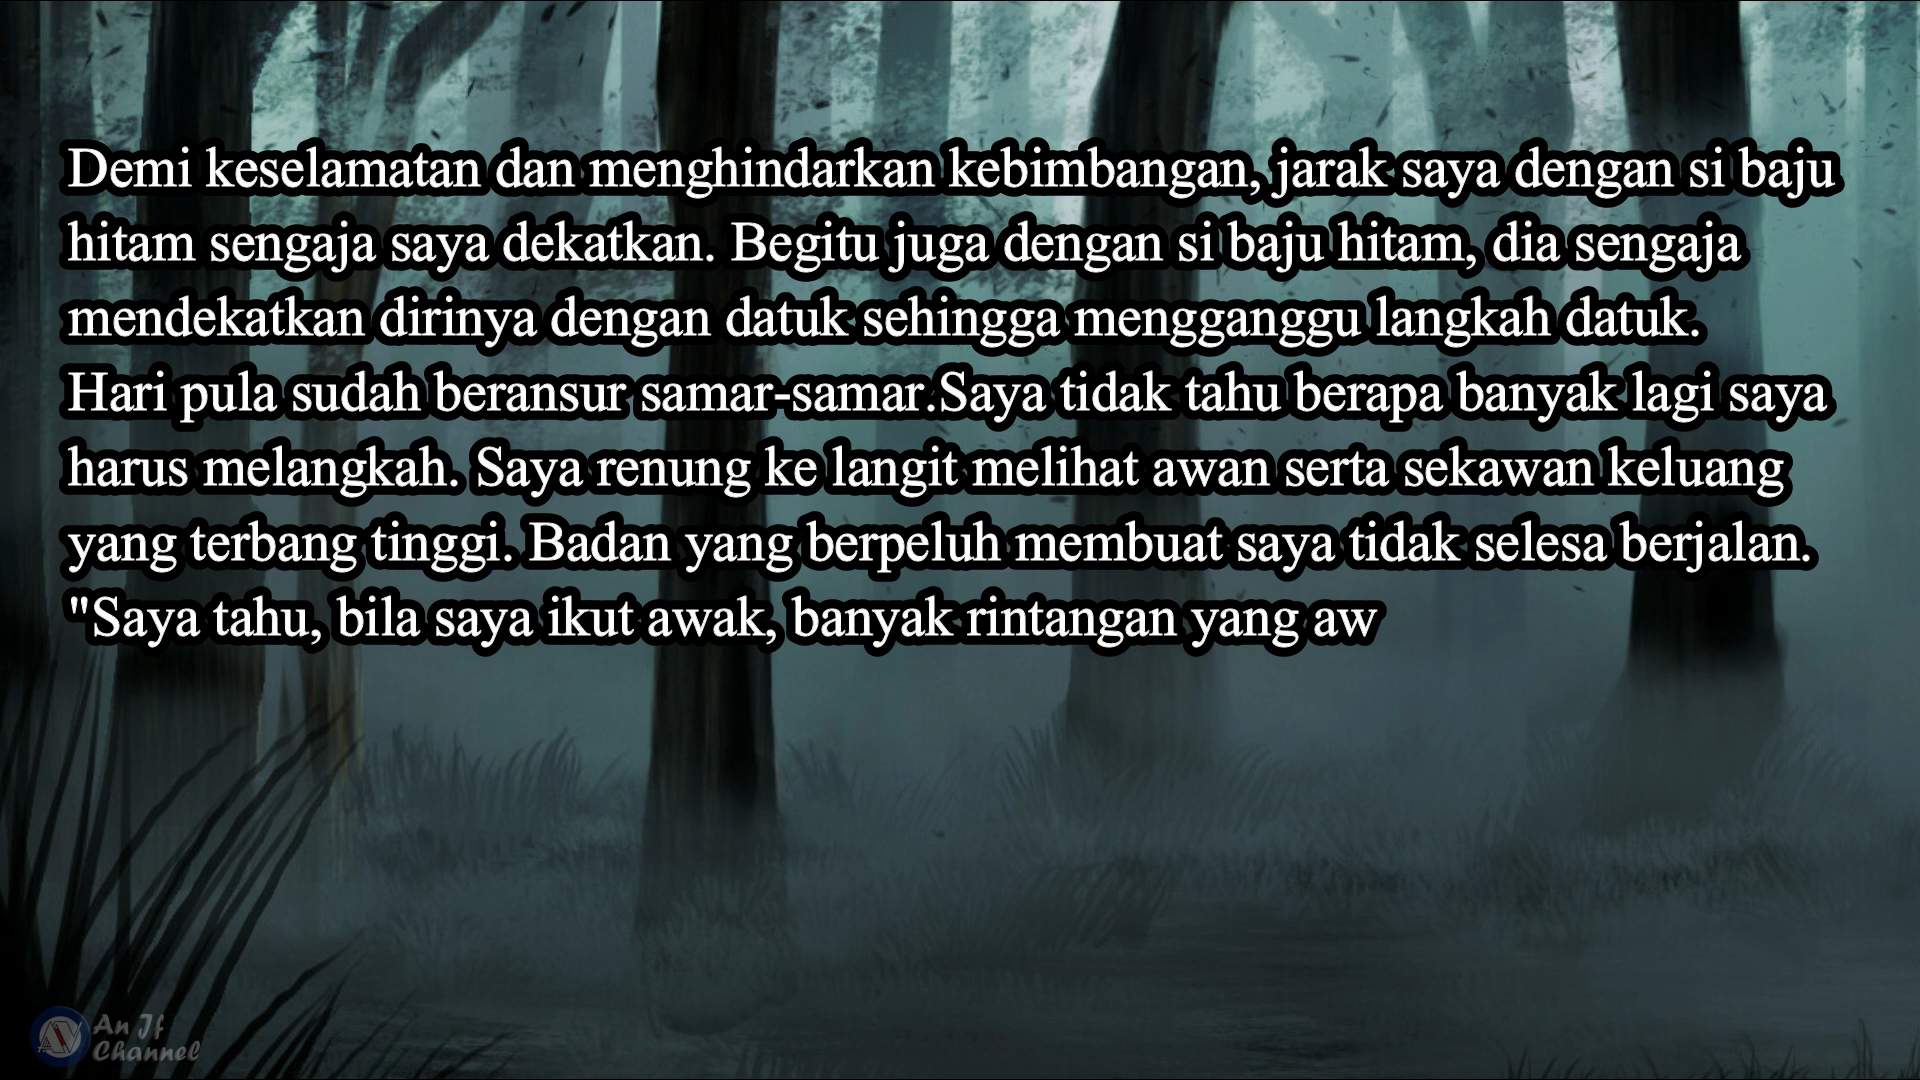 Demi keselamatan dan menghindarkan kebimbangan, jarak saya dengan si baju
hitam sengaja saya dekatkan. Begitu juga dengan si baju hitam, dia sengaja
mendekatkan dirinya dengan datuk sehingga mengganggu langkah datuk.
Hari pula sudah beransur samar-samar.Saya tidak tahu berapa banyak lagi saya
harus melangkah. Saya renung ke langit melihat awan serta sekawan keluang
yang terbang tinggi. Badan yang berpeluh membuat saya tidak selesa berjalan.
"Saya tahu, bila saya ikut awak, banyak rintangan yang aw
An Jf
Channel